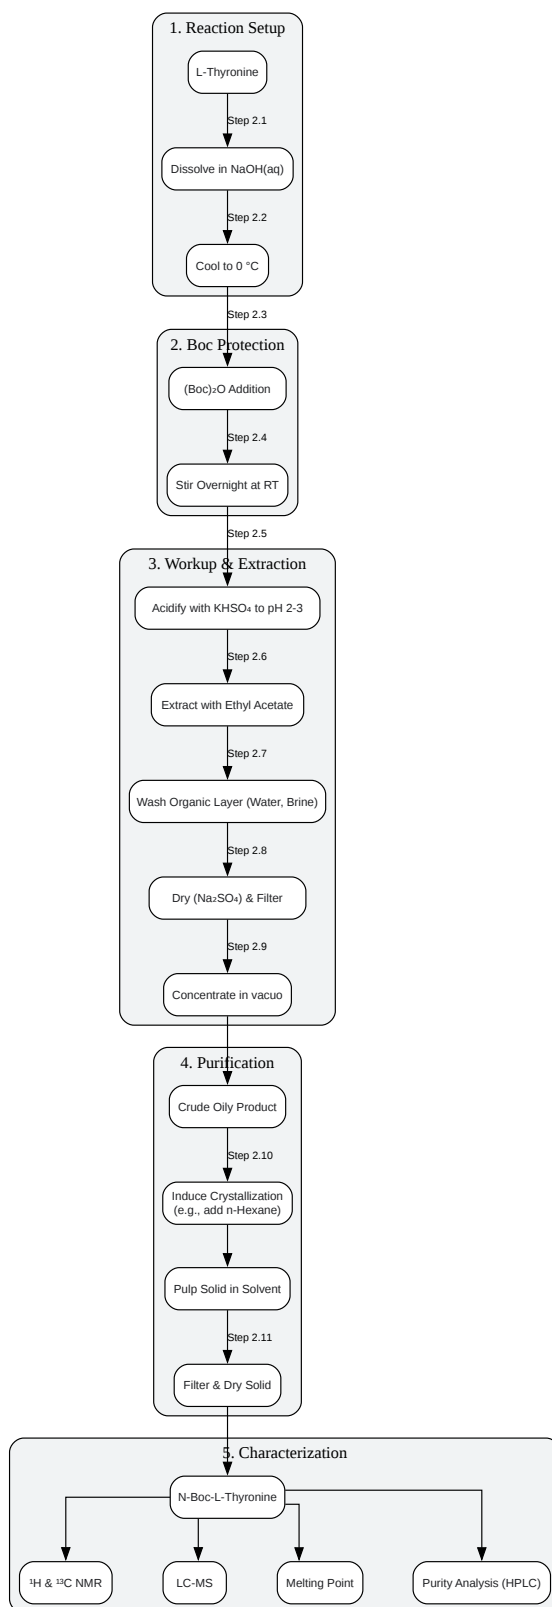 1. Reaction Setup
L-Thyronine
Step 2.1
Dissolve in NaOH(aq)
Step 2.2
Cool to 0 °C
Step 2.3
2. Boc Protection
(Boc)₂O Addition
Step 2.4
Stir Overnight at RT
Step 2.5
3. Workup & Extraction
Acidify with KHSO₄ to pH 2-3
Step 2.6
Extract with Ethyl Acetate
Step 2.7
Wash Organic Layer (Water, Brine)
Step 2.8
Dry (Na₂SO₄) & Filter
Step 2.9
Concentrate in vacuo
4. Purification
Crude Oily Product
Step 2.10
Induce Crystallization
(e.g., add n-Hexane)
Pulp Solid in Solvent
Step 2.11
Filter & Dry Solid
5. Characterization
N-Boc-L-Thyronine
¹H & ¹³C NMR
LC-MS
Melting Point
Purity Analysis (HPLC)